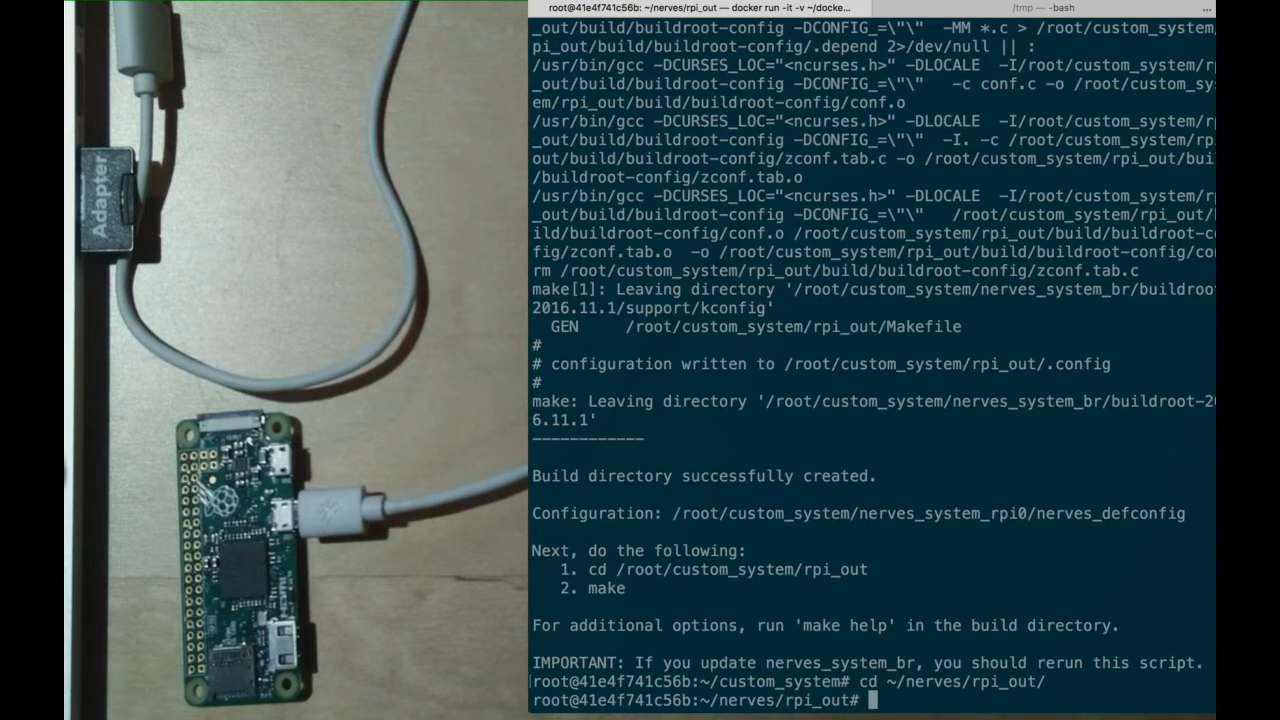 Adapter
root@41e4f741c56b: ~/nerves/rpi_out — docker run -it -v ~/docke...
/tmp — -bash
_out/build/buildroot-config -DCONFIG_=\"\"  -MM *.c > /root/custom_system/
pi_out/build/buildroot-config/.depend 2>/dev/null || :
/usr/bin/gcc -DCURSES_LOC="<ncurses.h>" -DLOCALE  -I/root/custom_system/rp
_out/build/buildroot-config -DCONFIG_=\"\"   -c conf.c -o /root/custom_sys
em/rpi_out/build/buildroot-config/conf.o
/usr/bin/gcc -DCURSES_LOC="<ncurses.h>" -DLOCALE  -I/root/custom_system/rp
_out/build/buildroot-config -DCONFIG_=\"\"  -I. -c /root/custom_system/rpi
out/build/buildroot-config/zconf.tab.c -o /root/custom_system/rpi_out/buil
/buildroot-config/zconf.tab.o
/usr/bin/gcc -DCURSES_LOC="<ncurses.h>" -DLOCALE  -I/root/custom_system/rp
_out/build/buildroot-config -DCONFIG_=\"\"   /root/custom_system/rpi_out/b
ild/buildroot-config/conf.o /root/custom_system/rpi_out/build/buildroot-co
fig/zconf.tab.o  -o /root/custom_system/rpi_out/build/buildroot-config/con
rm /root/custom_system/rpi_out/build/buildroot-config/zconf.tab.c
make[1]: Leaving directory '/root/custom_system/nerves_system_br/buildroot
2016.11.1/support/kconfig'
GEN     /root/custom_system/rpi_out/Makefile
#
# configuration written to /root/custom_system/rpi_out/.config
#
make: Leaving directory '/root/custom_system/nerves_system_br/buildroot-20
6.11.1'
------------
Build directory successfully created.
Configuration: /root/custom_system/nerves_system_rpi0/nerves_defconfig
Next, do the following:
1. cd /root/custom_system/rpi_out
2. make
For additional options, run 'make help' in the build directory.
IMPORTANT: If you update nerves_system_br, you should rerun this script.
root@41e4f741c56b:~/custom_system# cd ~/nerves/rpi_out/
root@41e4f741c56b:~/nerves/rpi_out#